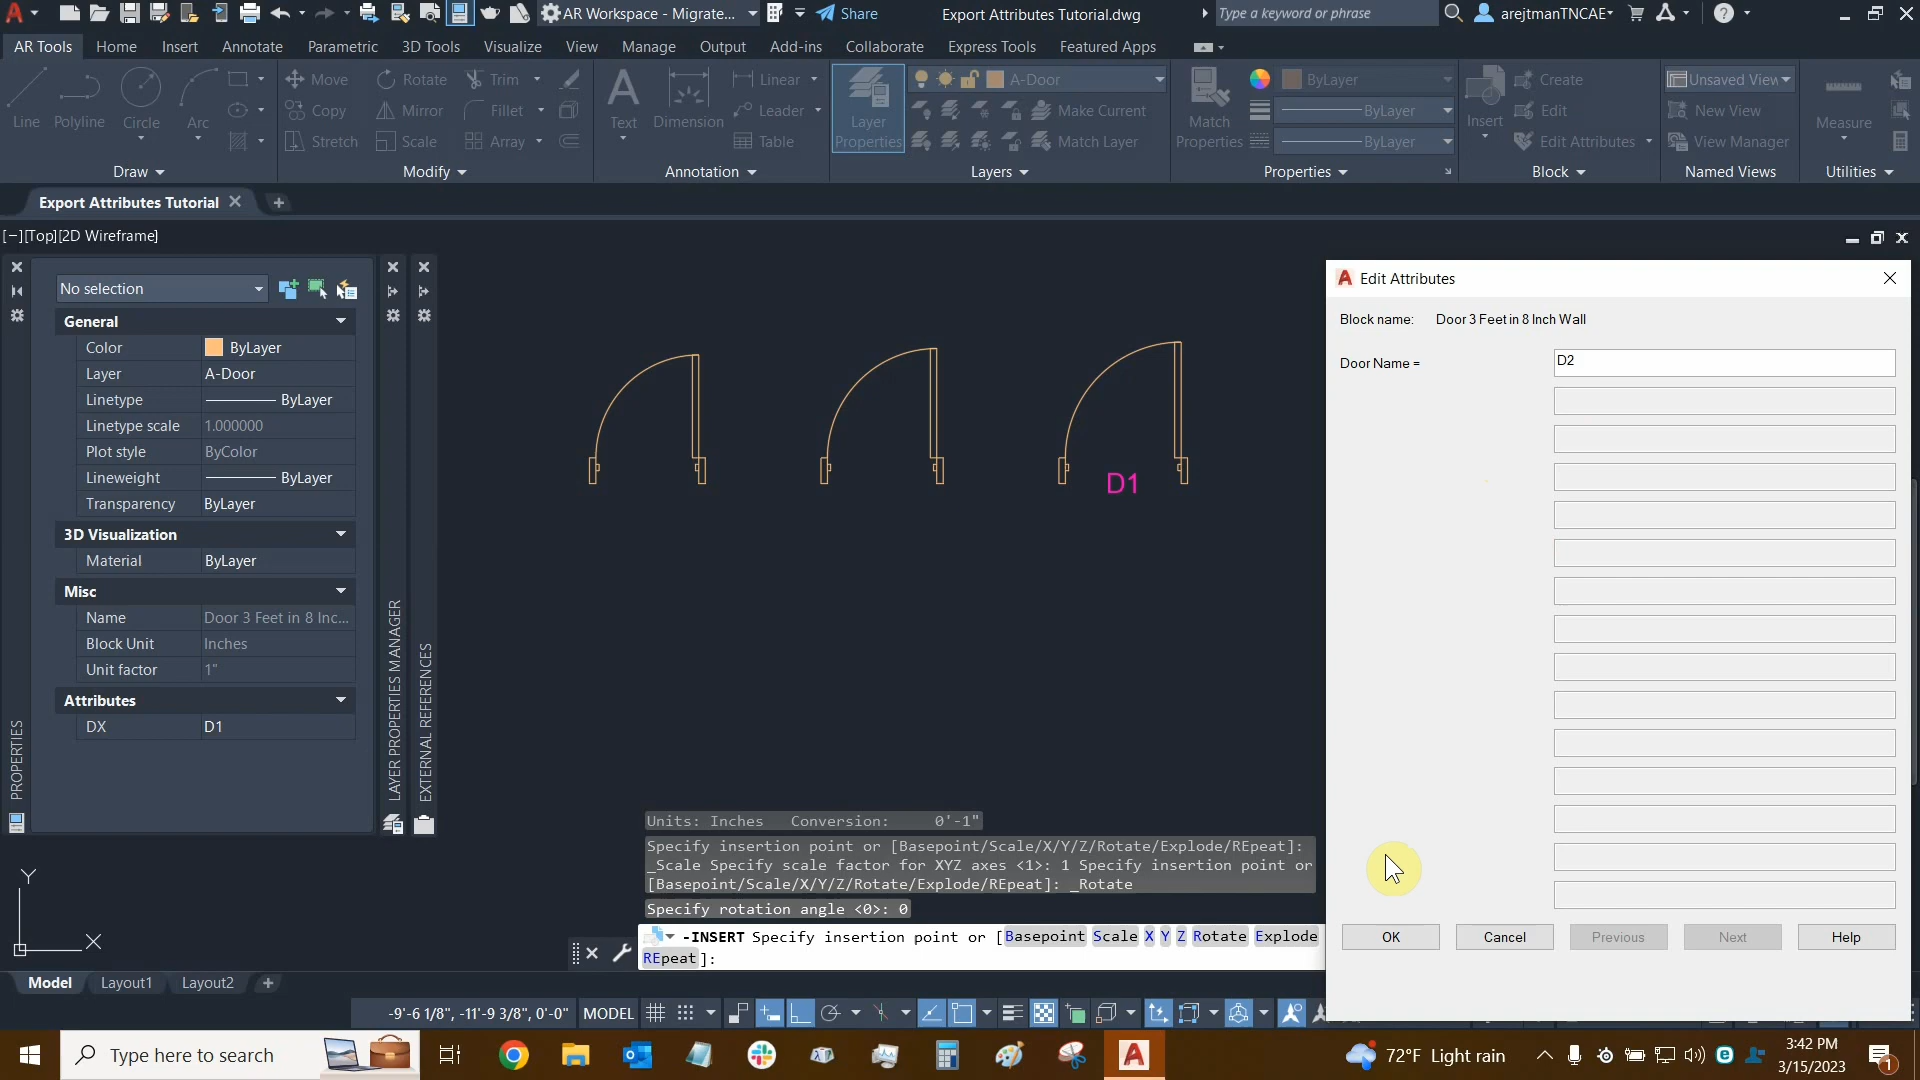 AR Workspace - Migrate...
Share
Export Attributes Tutorial.dwg
Type a keyword or phrase
arejtmanTNCAE
AR Tools
Home
Insert
Annotate
Parametric
3D Tools
Visualize
View
Manage
Output
Add-ins
Collaborate
Express Tools
Featured Apps
Line
Polyline
Circle
Arc
Move
Rotate
Trim
Copy
Mirror
Fillet
Stretch
Scale
Array
Text
Dimension
Linear
Leader
Table
Layer
Properties
A-Door
Make Current
Match Layer
Match
Properties
ByLayer
ByLayer
ByLayer
Insert
Create
Edit
Edit Attributes
Unsaved View
New View
View Manager
Measure
Draw
Modify
Annotation
Layers
Properties
Block
Named Views
Utilities
Export Attributes Tutorial
[−][Top][2D Wireframe]
No selection
General
Color ByLayer
Layer A-Door
Linetype ByLayer
Linetype scale 1.000000
Plot style ByColor
Lineweight ByLayer
Transparency ByLayer
3D Visualization
Material ByLayer
Misc
Name Door 3 Feet in 8 Inc...
Block Unit Inches
Unit factor 1"
Attributes
DX D1
PROPERTIES
LAYER PROPERTIES MANAGER
EXTERNAL REFERENCES
D1
Edit Attributes
Block name: Door 3 Feet in 8 Inch Wall
Door Name = D2
OK
Cancel
Previous
Next
Help
Units: Inches Conversion: 0'-1"
Specify insertion point or [Basepoint/Scale/X/Y/Z/Rotate/Explode/REpeat]:
_Scale Specify scale factor for XYZ axes <1>: 1 Specify insertion point or
[Basepoint/Scale/X/Y/Z/Rotate/Explode/REpeat]: _Rotate
Specify rotation angle <0>: 0
-INSERT Specify insertion point or [Basepoint Scale X Y Z Rotate Explode
REpeat]:
Y
X
Model
Layout1
Layout2
-9'-6 1/8", -11'-9 3/8", 0'-0"
MODEL
Type here to search
72°F Light rain
3:42 PM
3/15/2023
1